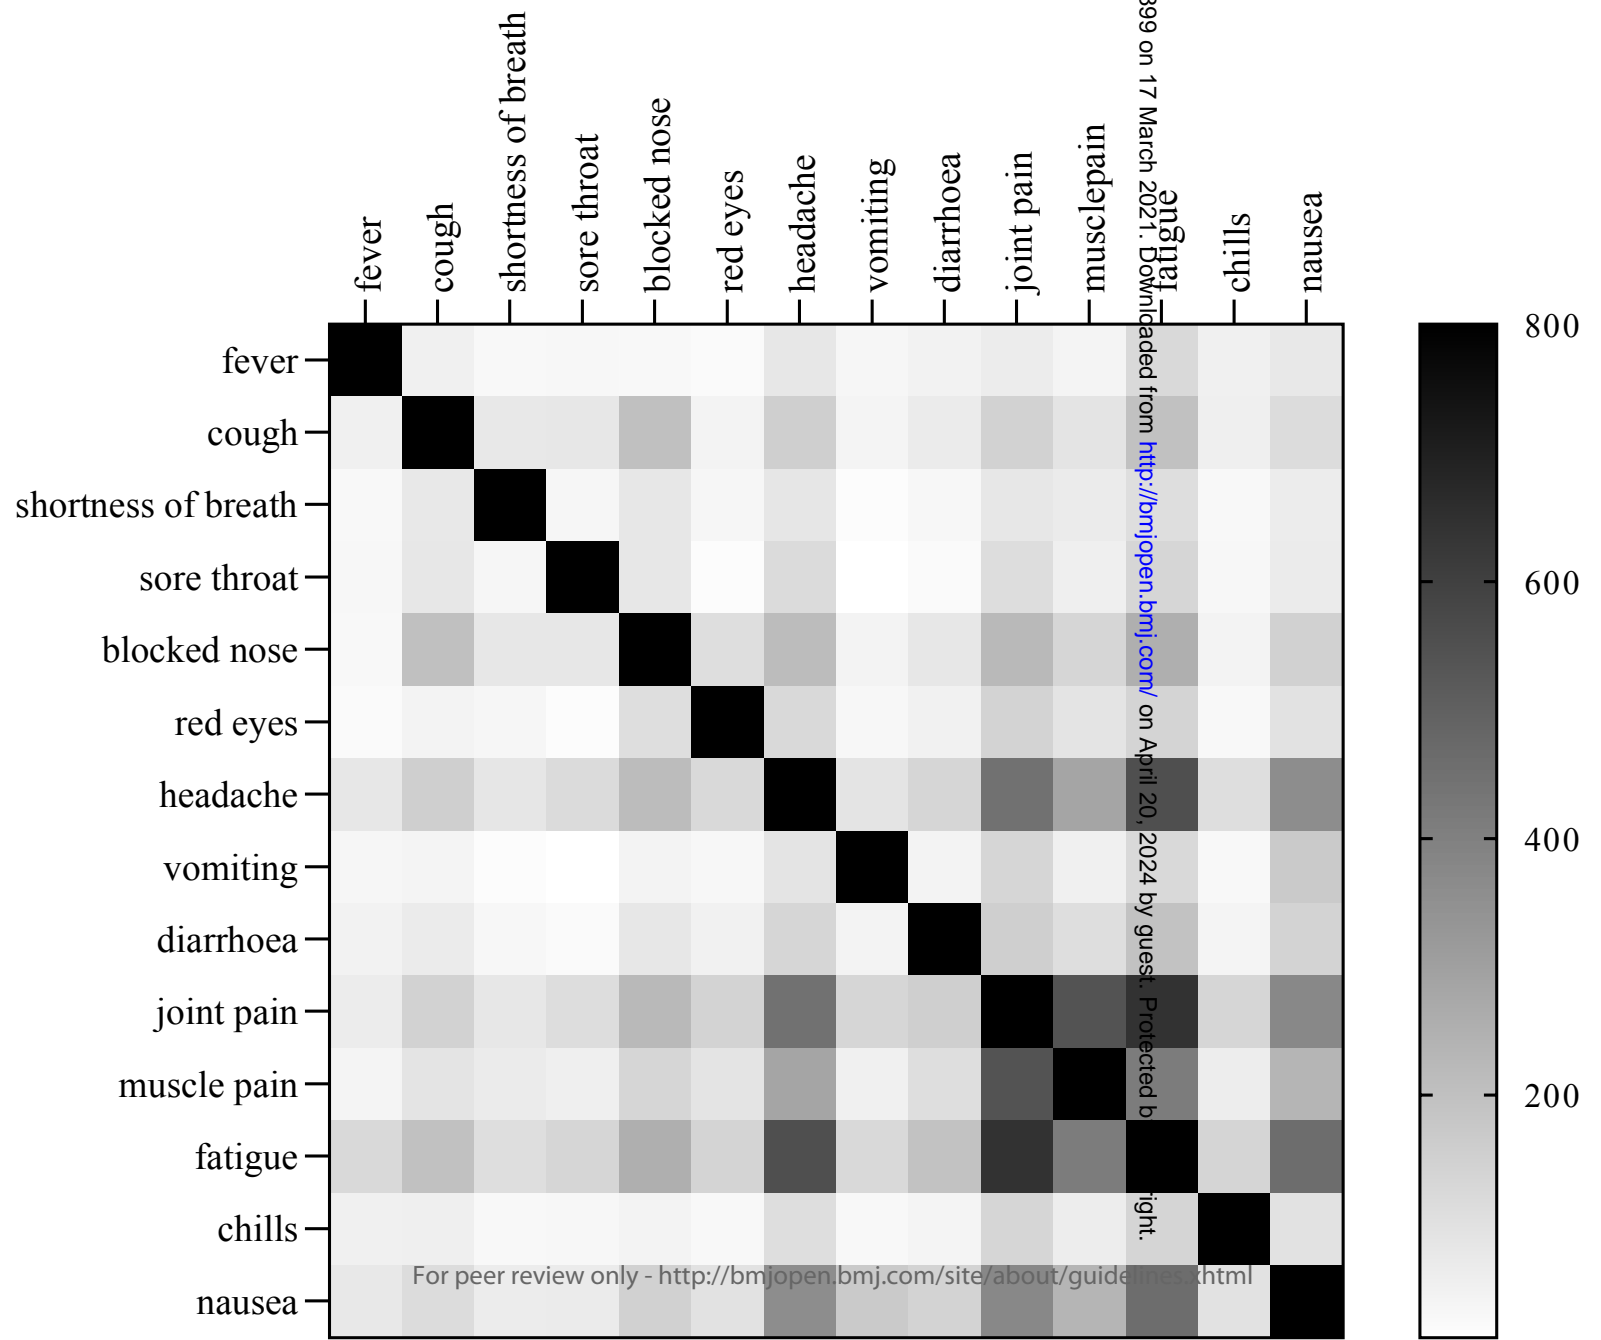 fever
cough
shortness of breath
sore throat
blocked nose
red eyes
headache
vomiting
diarrhoea
joint pain
musclepain
fatigue
chills
nausea
899 on 17 March 2021. Downloaded from http://bmjopen.bmj.com/ on April 20, 2024 by guest. Protected b right.
fever
cough
shortness of breath
sore throat
blocked nose
red eyes
headache
vomiting
diarrhoea
joint pain
muscle pain
fatigue
chills
nausea
800
600
400
200
For peer review only - http://bmjopen.bmj.com/site/about/guidelines.xhtml